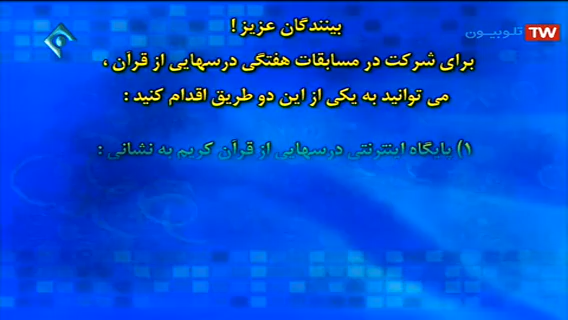 تلوبیون TW
بینندگان عزیز !
برای شرکت در مسابقات هفتگی درسهایی از قرآن ،
می توانید به یکی از این دو طریق اقدام کنید :
۱) پایگاه اینترنتی درسهایی از قرآن کریم به نشانی :